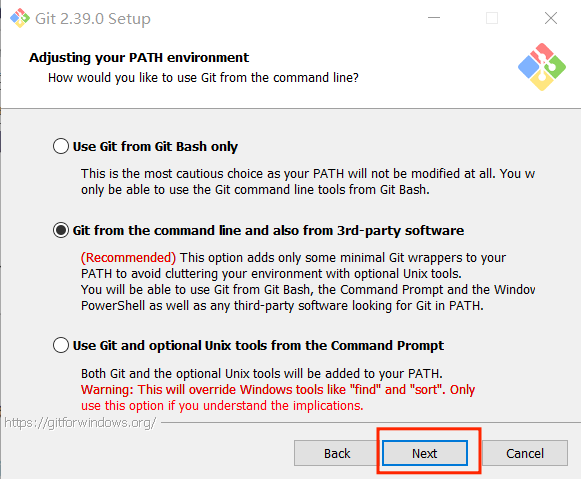 Git 2.39.0 Setup
Adjusting your PATH environment
How would you like to use Git from the command line?
Use Git from Git Bash only
This is the most cautious choice as your PATH will not be modified at all. You w
only be able to use the Git command line tools from Git Bash.
Git from the command line and also from 3rd-party software
(Recommended) This option adds only some minimal Git wrappers to your
PATH to avoid cluttering your environment with optional Unix tools.
You will be able to use Git from Git Bash, the Command Prompt and the Window
PowerShell as well as any third-party software looking for Git in PATH.
Use Git and optional Unix tools from the Command Prompt
Both Git and the optional Unix tools will be added to your PATH.
Warning: This will override Windows tools like "find" and "sort". Only
use this option if you understand the implications.
https://gitforwindows.org/
Back Next Cancel